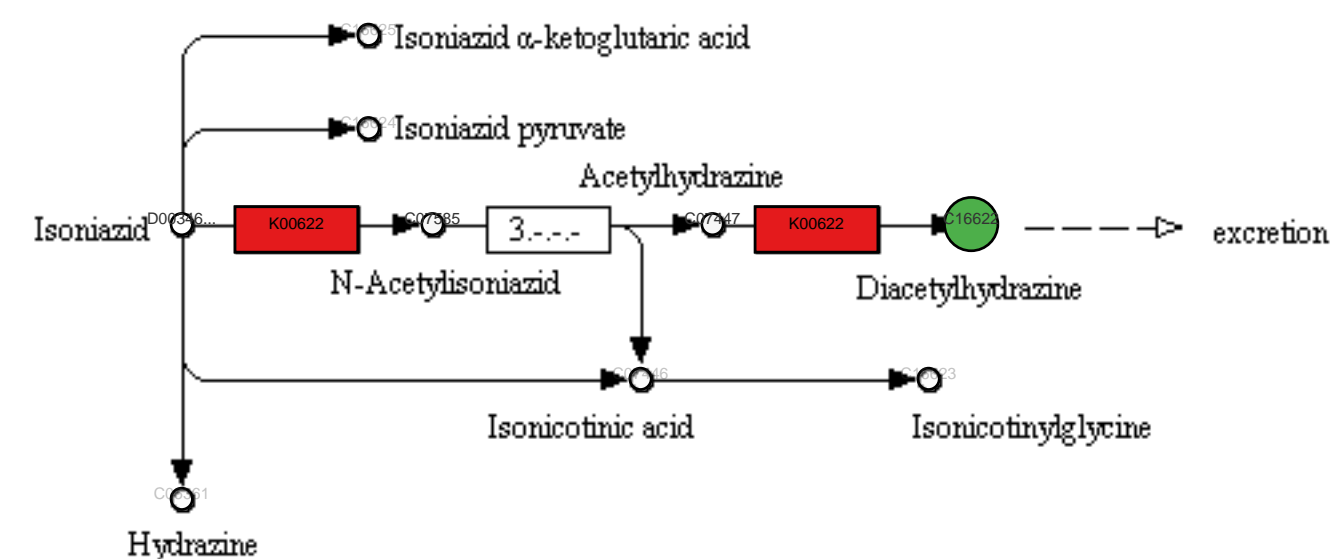 Isoniazid α-ketoglutaric acid
Isoniazid pyruvate
Acetylhydrazine
Isoniazid D00346... K00622 C07585 3.-.-.- C07447 K00622 C16622 excretion
N-Acetylisoniazid Diacetylhydrazine
Isonicotinic acid Isonicotinylglycine
Hydrazine